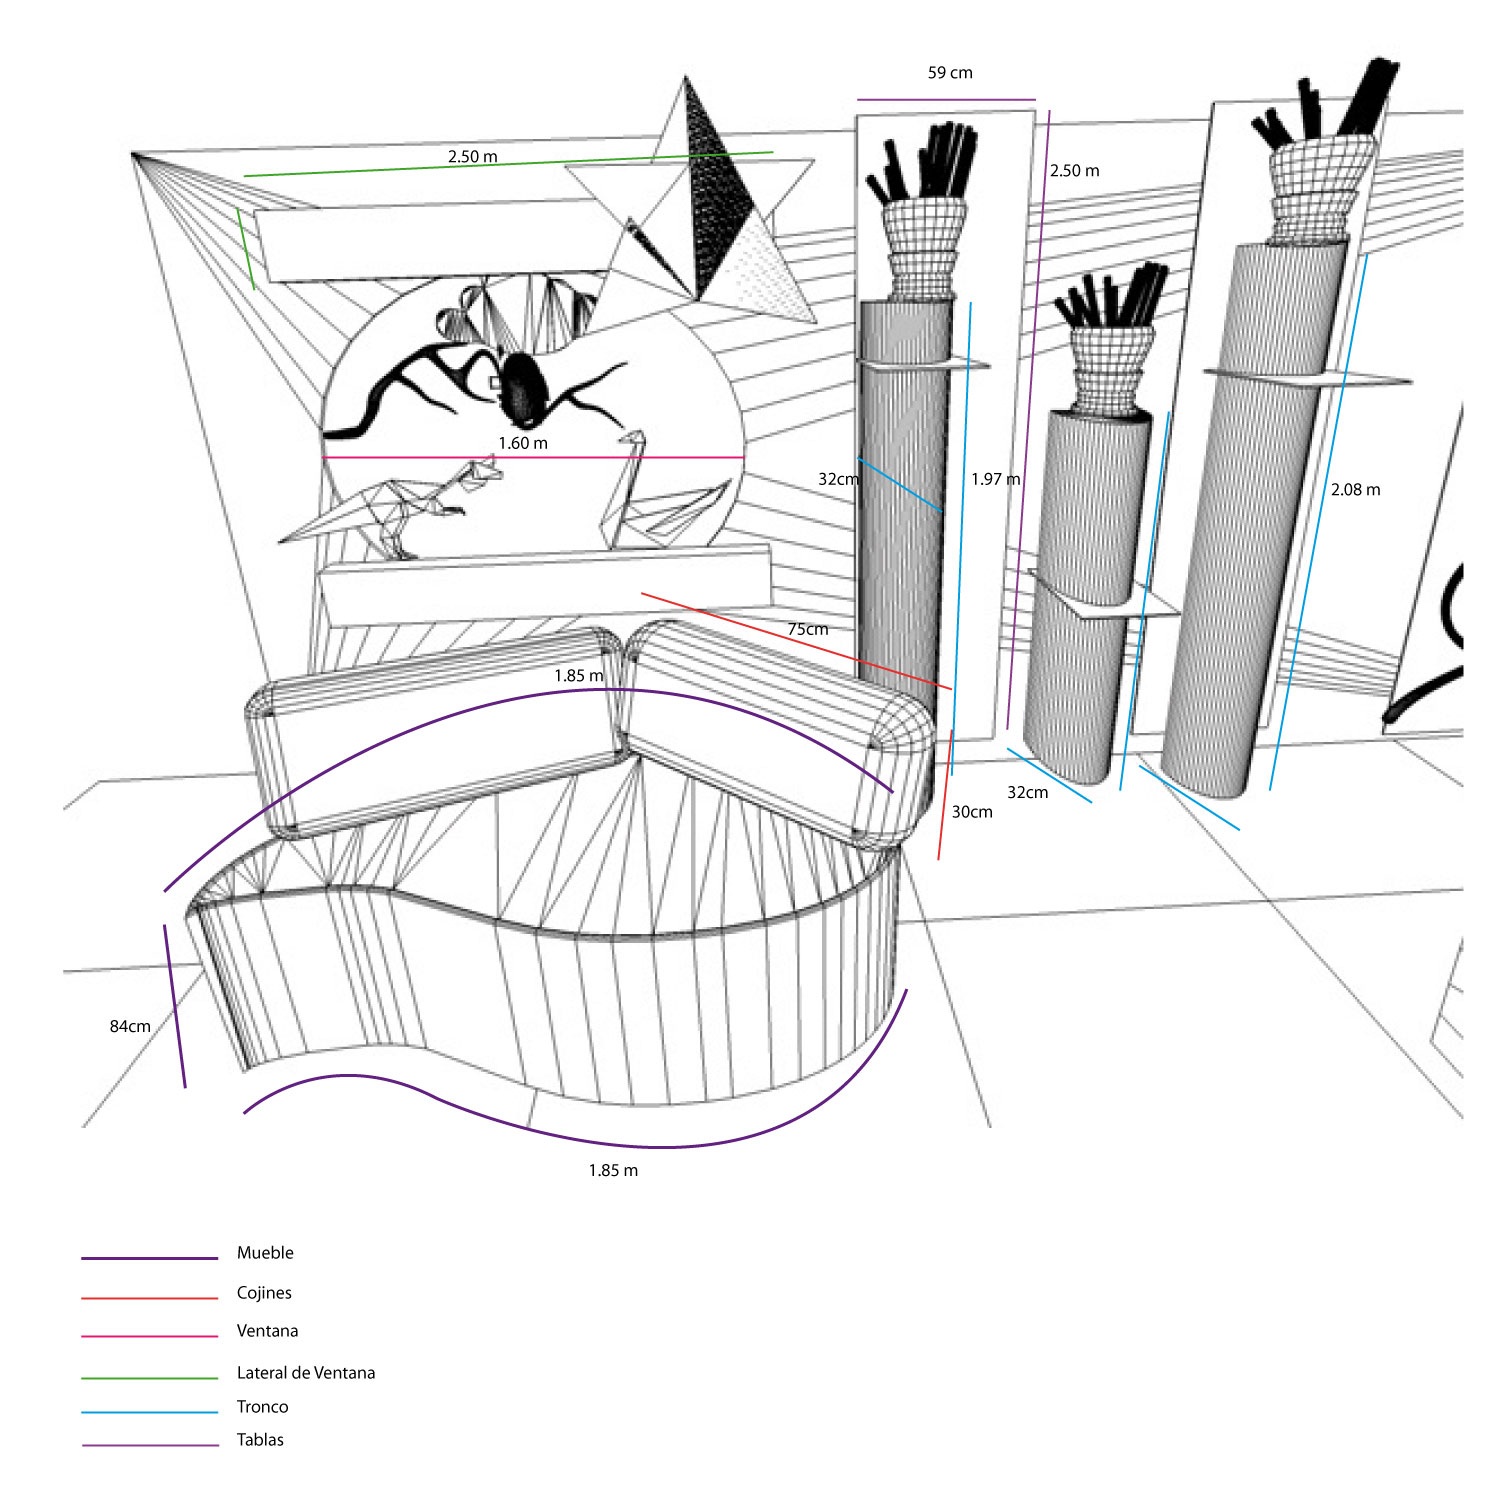 59 cm
2.50 m
2.50 m
1.60 m
32cm
1.97 m
2.08 m
75cm
1.85 m
32cm
30cm
84cm
1.85 m
Mueble
Cojines
Ventana
Lateral de Ventana
Tronco
Tablas